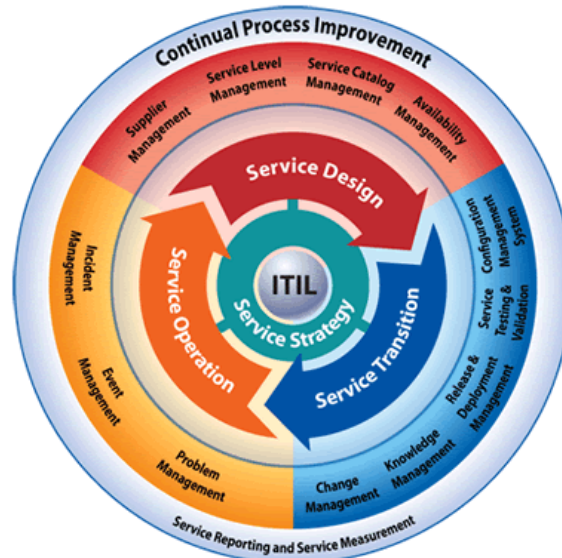 Continual Process Improvement
Supplier
Management
Service Level
Management
Service Catalog
Management
Availability
Management
Service Design
Configuration
Management
System
Service
Testing &
Validation
Release &
Deployment
Management
Knowledge
Management
Change
Management
Service Transition
ITIL
Service Strategy
Service Operation
Incident
Management
Event
Management
Problem
Management
Service Reporting and Service Measurement